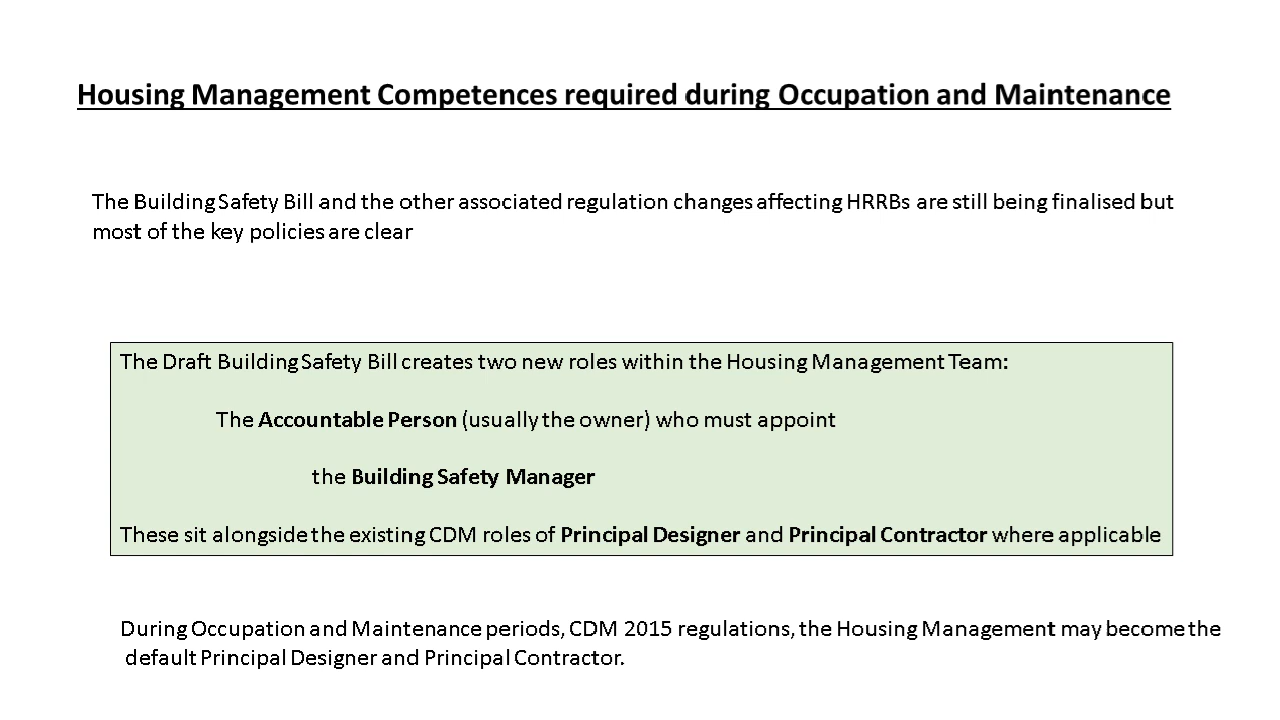 Housing Management Competences required during Occupation and Maintenance
The Building Safety Bill and the other associated regulation changes affecting HRRBs are still being finalised but
most of the key policies are clear
The Draft Building Safety Bill creates two new roles within the Housing Management Team:
The Accountable Person (usually the owner) who must appoint
the Building Safety Manager
These sit alongside the existing CDM roles of Principal Designer and Principal Contractor where applicable
During Occupation and Maintenance periods, CDM 2015 regulations, the Housing Management may become the
default Principal Designer and Principal Contractor.